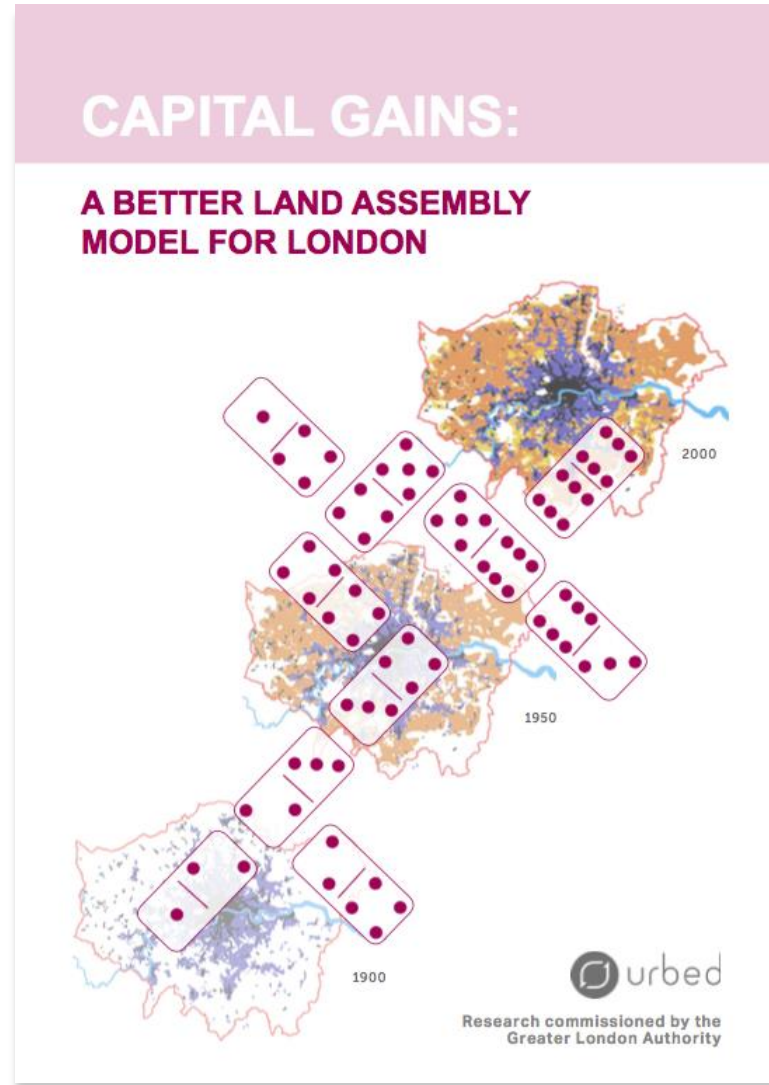 CAPITAL GAINS:
A BETTER LAND ASSEMBLY
MODEL FOR LONDON
2000
1950
1900
urbed
Research commissioned by the
Greater London Authority